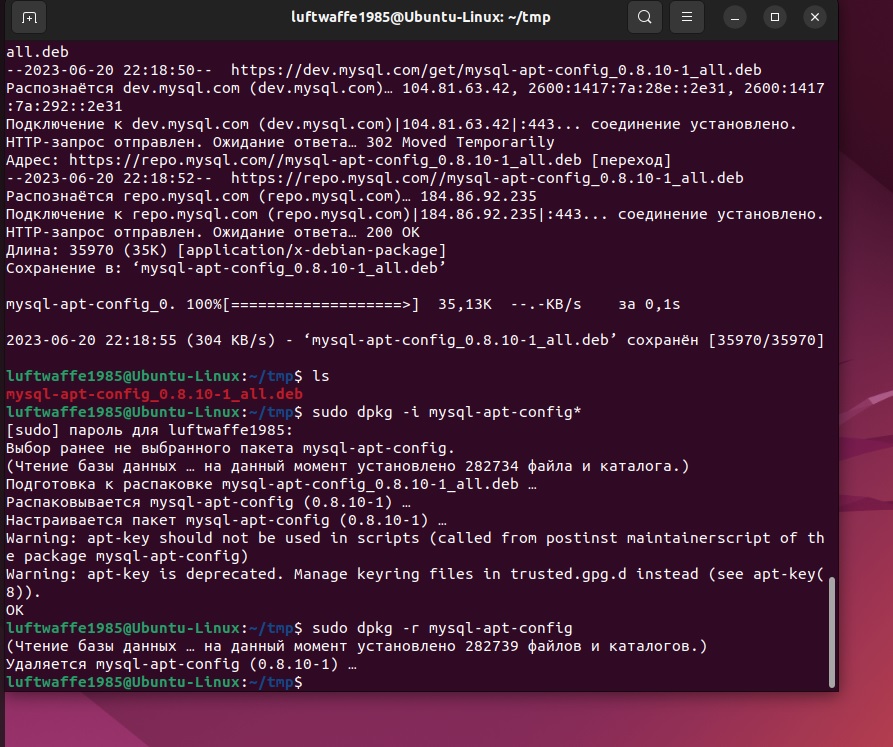 luftwaffe1985@Ubuntu-Linux: ~/tmp
all.deb
--2023-06-20 22:18:50--  https://dev.mysql.com/get/mysql-apt-config_0.8.10-1_all.deb
Распознаётся dev.mysql.com (dev.mysql.com)… 104.81.63.42, 2600:1417:7a:28e::2e31, 2600:1417
:7a:292::2e31
Подключение к dev.mysql.com (dev.mysql.com)|104.81.63.42|:443... соединение установлено.
HTTP-запрос отправлен. Ожидание ответа… 302 Moved Temporarily
Адрес: https://repo.mysql.com//mysql-apt-config_0.8.10-1_all.deb [переход]
--2023-06-20 22:18:52--  https://repo.mysql.com//mysql-apt-config_0.8.10-1_all.deb
Распознаётся repo.mysql.com (repo.mysql.com)… 184.86.92.235
Подключение к repo.mysql.com (repo.mysql.com)|184.86.92.235|:443... соединение установлено.
HTTP-запрос отправлен. Ожидание ответа… 200 OK
Длина: 35970 (35K) [application/x-debian-package]
Сохранение в: ‘mysql-apt-config_0.8.10-1_all.deb’
mysql-apt-config_0. 100%[===================>]  35,13K  --.-KB/s    за 0,1s
2023-06-20 22:18:55 (304 KB/s) - ‘mysql-apt-config_0.8.10-1_all.deb’ сохранён [35970/35970]
luftwaffe1985@Ubuntu-Linux:~/tmp$ ls
mysql-apt-config_0.8.10-1_all.deb
luftwaffe1985@Ubuntu-Linux:~/tmp$ sudo dpkg -i mysql-apt-config*
[sudo] пароль для luftwaffe1985:
Выбор ранее не выбранного пакета mysql-apt-config.
(Чтение базы данных … на данный момент установлено 282734 файла и каталога.)
Подготовка к распаковке mysql-apt-config_0.8.10-1_all.deb …
Распаковывается mysql-apt-config (0.8.10-1) …
Настраивается пакет mysql-apt-config (0.8.10-1) …
Warning: apt-key should not be used in scripts (called from postinst maintainerscript of th
e package mysql-apt-config)
Warning: apt-key is deprecated. Manage keyring files in trusted.gpg.d instead (see apt-key(
8)).
OK
luftwaffe1985@Ubuntu-Linux:~/tmp$ sudo dpkg -r mysql-apt-config
(Чтение базы данных … на данный момент установлено 282739 файлов и каталогов.)
Удаляется mysql-apt-config (0.8.10-1) …
luftwaffe1985@Ubuntu-Linux:~/tmp$